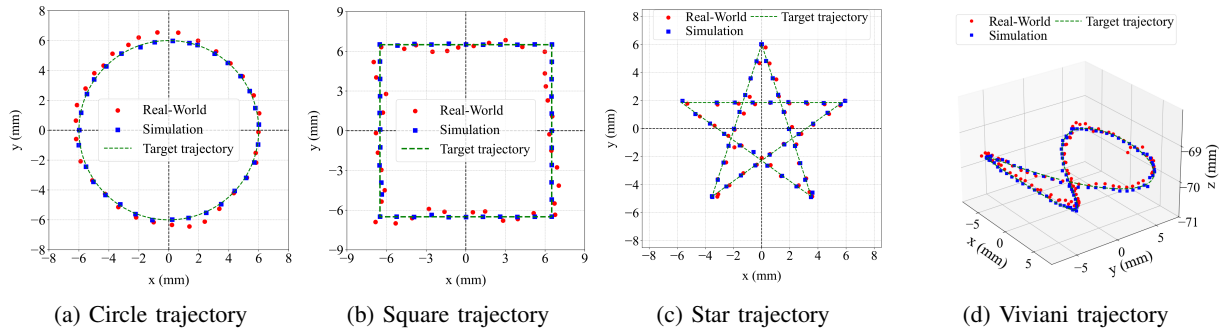 8
6
4
2
0
−2
−4
−6
−8
y (mm)
Real-World
Simulation
Target trajectory
−8 −6 −4 −2 0 2 4 6 8
x (mm)
(a) Circle trajectory
9
6
3
0
−3
−6
−9
y (mm)
Real-World
Simulation
Target trajectory
−9 −6 −3 0 3 6 9
x (mm)
(b) Square trajectory
8
6
4
2
0
−2
−4
−6
−8
y (mm)
Real-World
Target trajectory
Simulation
−8 −6 −4 −2 0 2 4 6 8
x (mm)
(c) Star trajectory
Real-World
Target trajectory
Simulation
−69
−70
−71
z (mm)
−5 0 5
x (mm)
−5 0 5
y (mm)
(d) Viviani trajectory